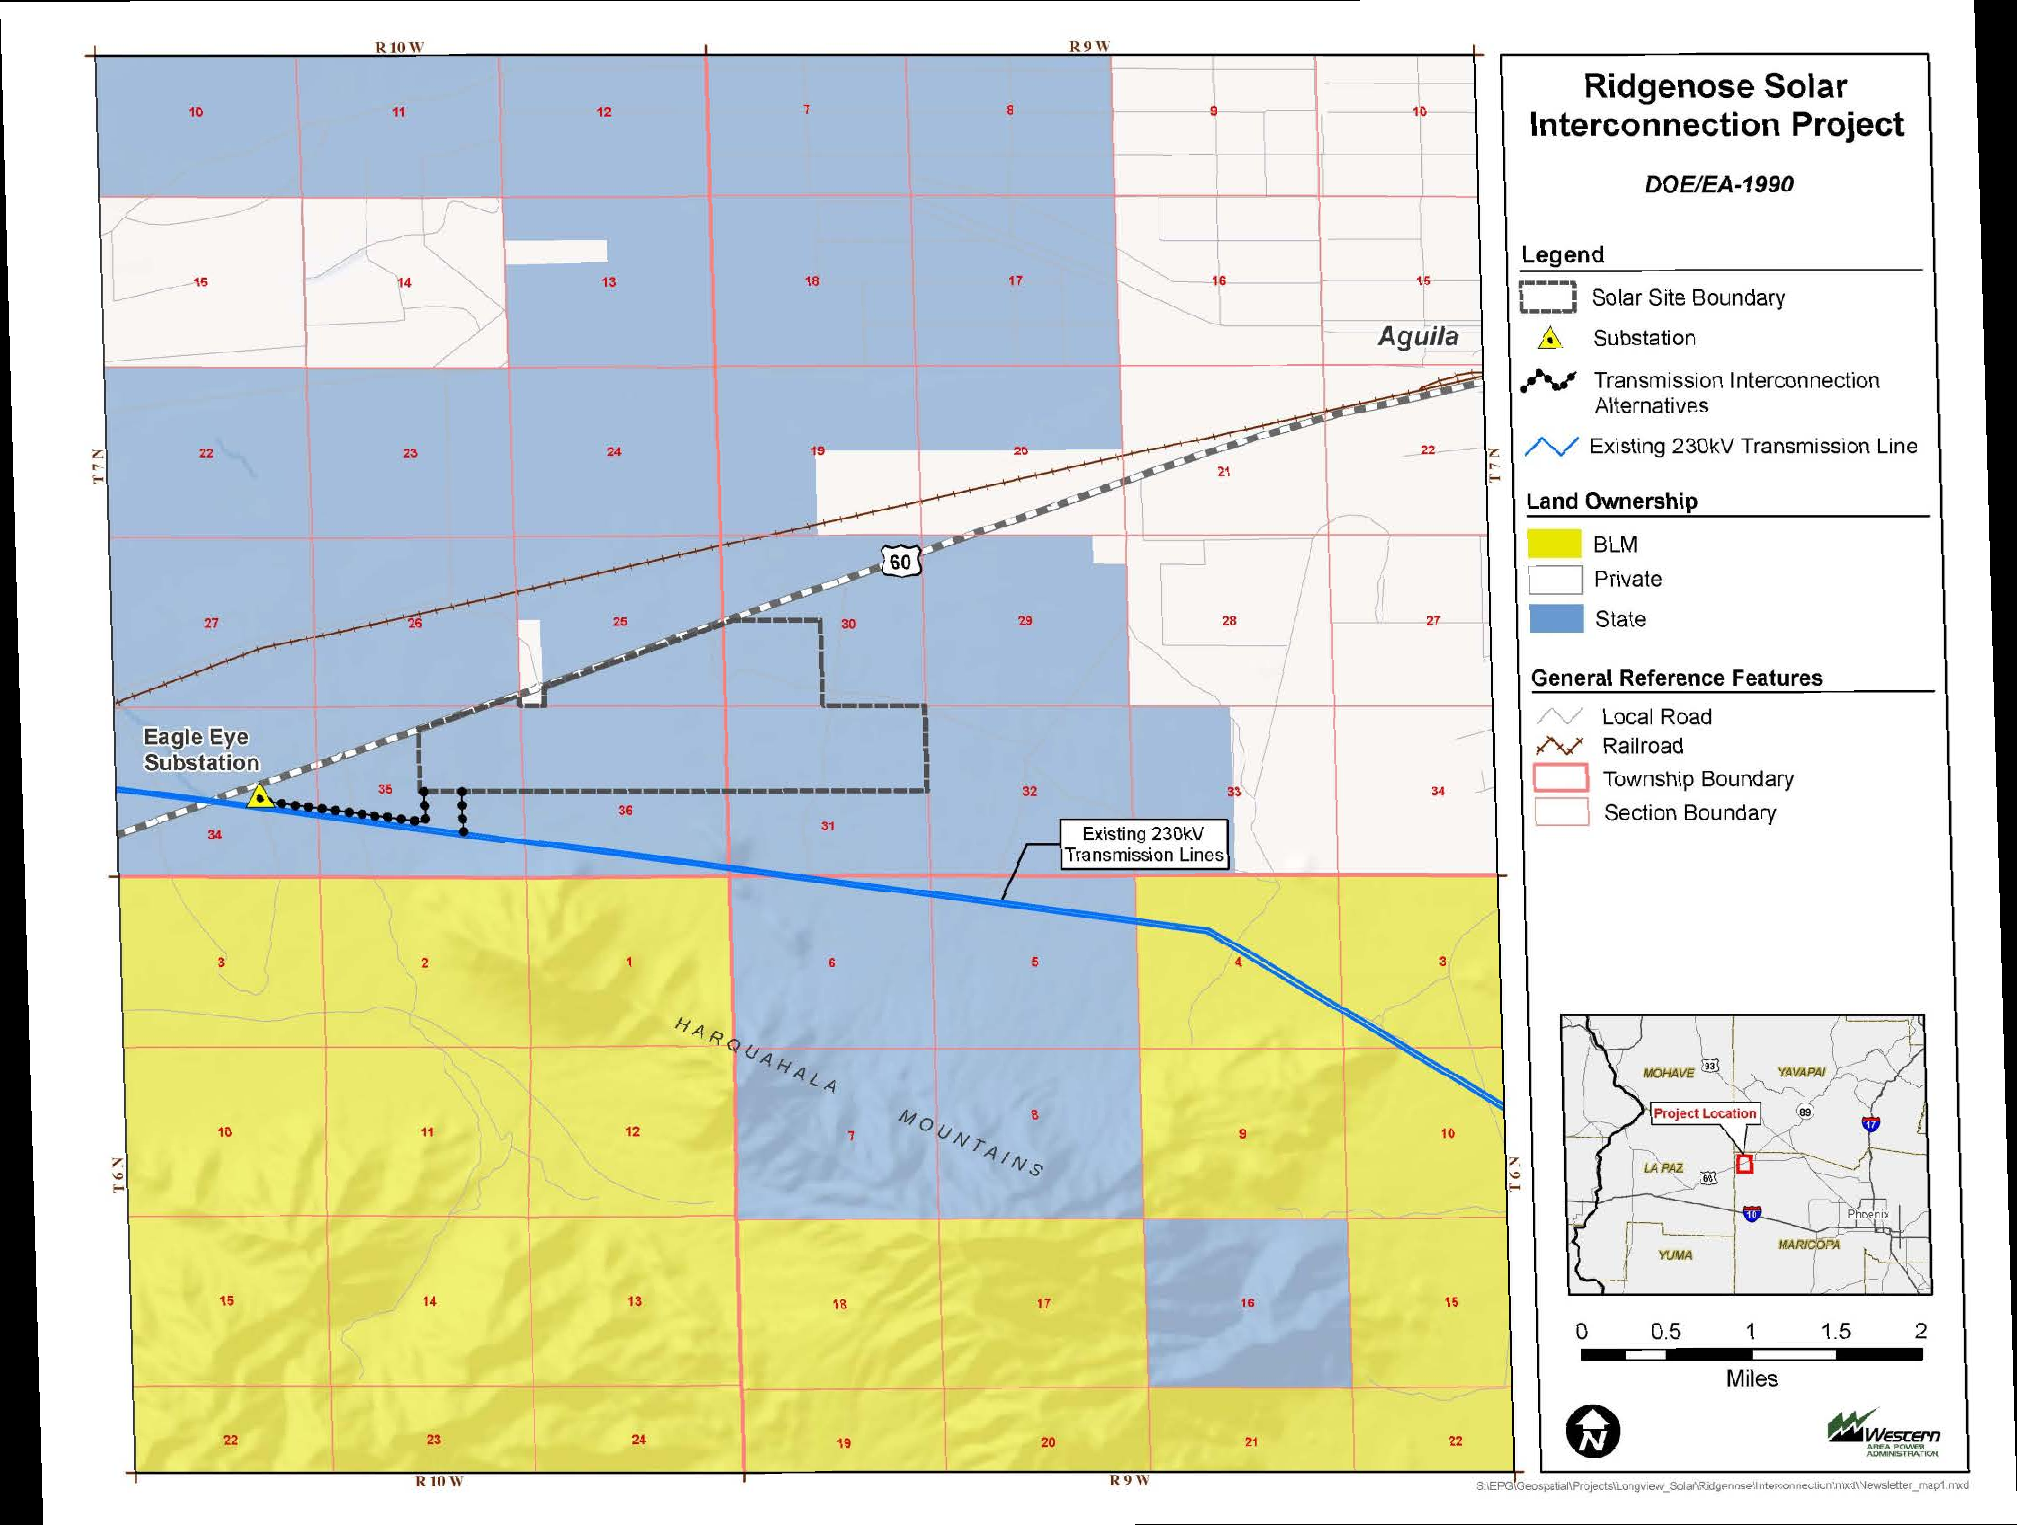 R 10 W
R 9 W
Ridgenose Solar
Interconnection Project
DOE/EA-1990
10 11 12 7 8 9 10
15 14 13 18 17 16 15
Aguila
22 23 24 19 20 21 22
T 7 N
T 7 N
60
27 26 25 30 29 28 27
Eagle Eye
Substation
34 35 36 31 32 33 34
Existing 230kV
Transmission Lines
3 2 1 6 5 4 3
HARQUAHALA
MOUNTAINS
10 11 12 7 8 9 10
T 6 N
T 6 N
15 14 13 18 17 16 15
22 23 24 19 20 21 22
R 10 W
R 9 W
Legend
Solar Site Boundary
Substation
Transmission Interconnection
Alternatives
Existing 230kV Transmission Line
Land Ownership
BLM
Private
State
General Reference Features
Local Road
Railroad
Township Boundary
Section Boundary
MOHAVE
93
YAVAPAI
Project Location
89
17
LA PAZ
60
10
Phoenix
YUMA
MARICOPA
0 0.5 1 1.5 2
Miles
N
Western
AREA POWER
ADMINISTRATION
S:\EPG\Geospatial\Projects\Longview_Solar\Ridgenose\Interconnection\mxd\Newsletter_map1.mxd